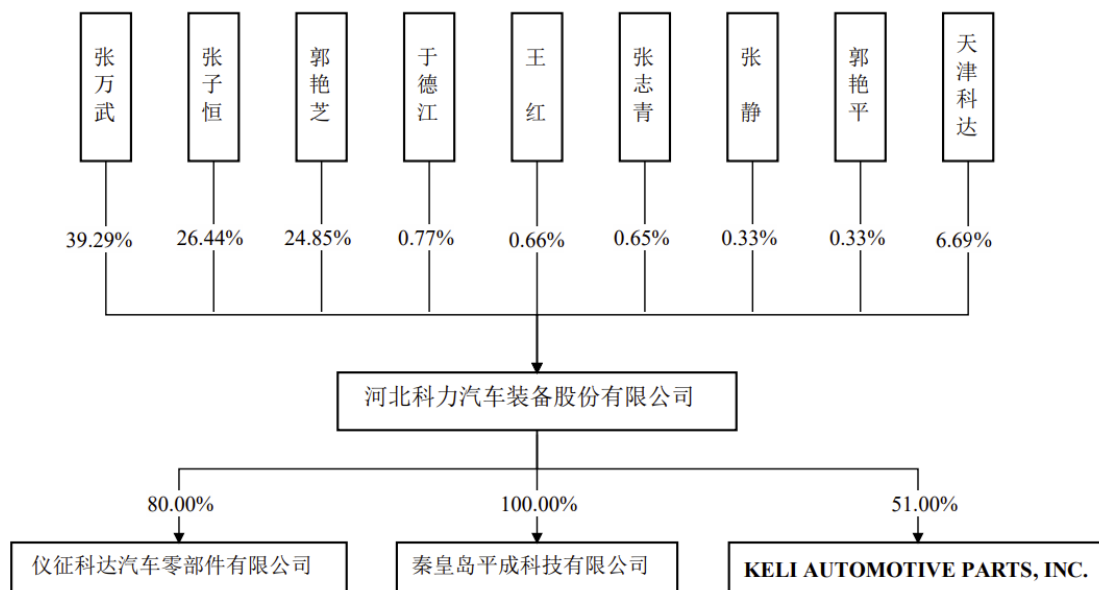 张万武
张子恒
郭艳芝
于德江
王红
张志青
张静
郭艳平
天津科达
39.29%
26.44%
24.85%
0.77%
0.66%
0.65%
0.33%
0.33%
6.69%
河北科力汽车装备股份有限公司
80.00%
100.00%
51.00%
仪征科达汽车零部件有限公司
秦皇岛平成科技有限公司
KELI AUTOMOTIVE PARTS, INC.